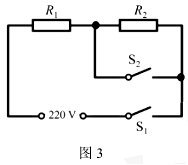 R₁ R₂
S₂
220 V
S₁
图 3